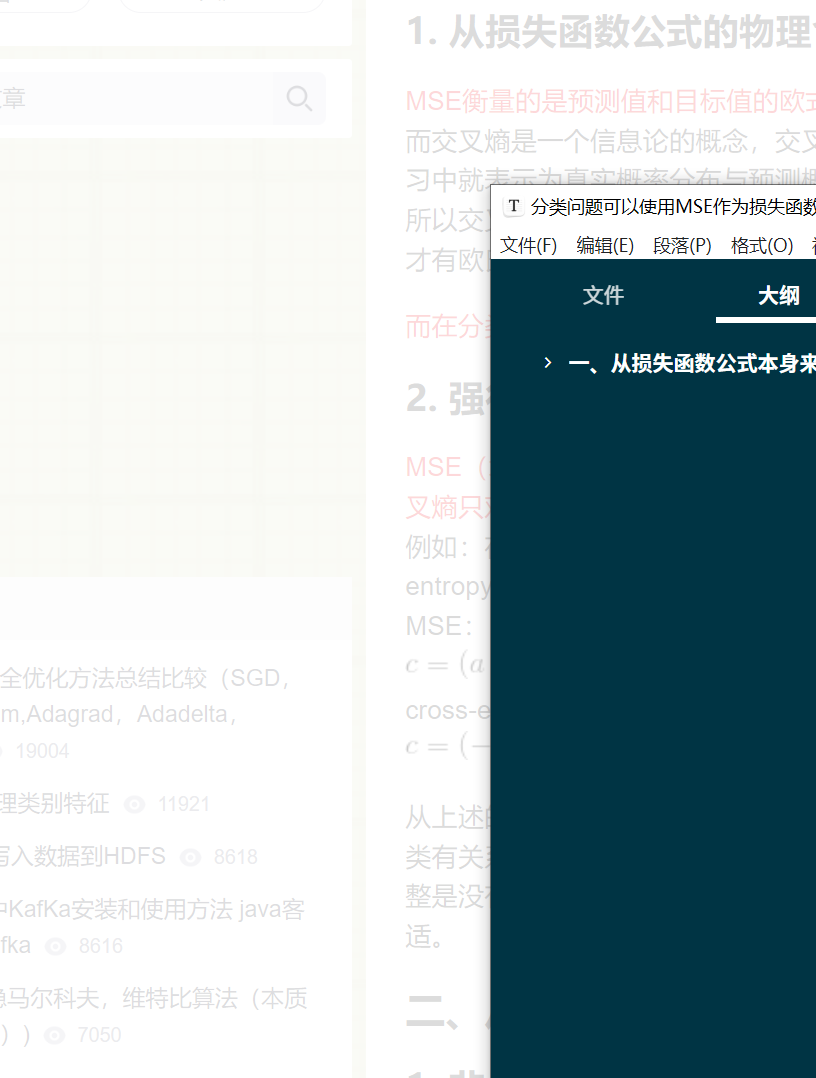 章
全优化方法总结比较（SGD，
m,Adagrad，Adadelta，
19004
理类别特征 11921
写入数据到HDFS 8618
KafKa安装和使用方法 java客
fka 8616
马尔科夫，维特比算法（本质
）） 7050
1. 从损失函数公式的物理
MSE衡量的是预测值和目标值的欧
而交叉熵是一个信息论的概念，交叉
习中就表示为真实概率分布与预测概
所以交
才有欧
而在分
2. 强
MSE（
叉熵只
例如：
entropy
MSE：
c = (a
cross-e
c = (−
从上述
类有关
整是没
适。
二、
1.
T 分类问题可以使用MSE作为损失函数
文件(F) 编辑(E) 段落(P) 格式(O)
文件 大纲
一、从损失函数公式本身来